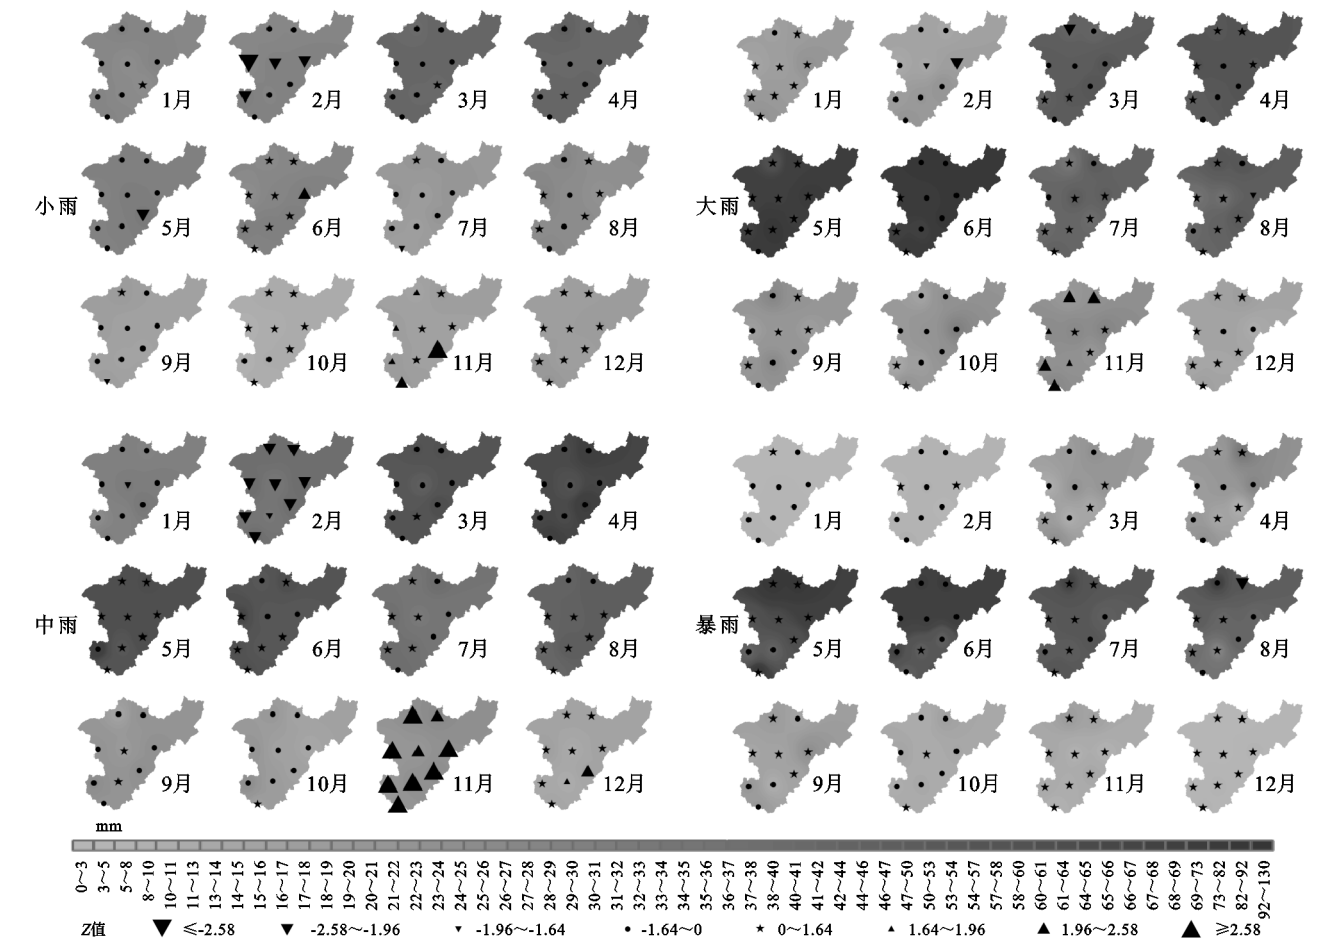 1月 2月 3月 4月 1月 2月 3月 4月
小雨 5月 6月 7月 8月 大雨 5月 6月 7月 8月
9月 10月 11月 12月 9月 10月 11月 12月
1月 2月 3月 4月 1月 2月 3月 4月
中雨 5月 6月 7月 8月 暴雨 5月 6月 7月 8月
9月 10月 11月 12月 9月 10月 11月 12月
mm
0~3 3~5 5~8 8~10 10~11 11~13 13~14 14~15 15~16 16~17 17~18 18~19 19~20 20~21 21~22 22~23 23~24 24~25 25~26 26~27 27~28 28~29 29~30 30~31 31~32 32~33 33~34 34~35 35~36 36~37 37~38 38~40 40~41 41~42 42~44 44~46 46~47 47~50 50~53 53~54 54~57 57~58 58~60 60~61 61~64 64~65 65~66 66~67 67~68 68~69 69~73 73~82 82~92 92~130
Z值 ≤-2.58 -2.58~-1.96 -1.96~-1.64 -1.64~0 0~1.64 1.64~1.96 1.96~2.58 ≥2.58